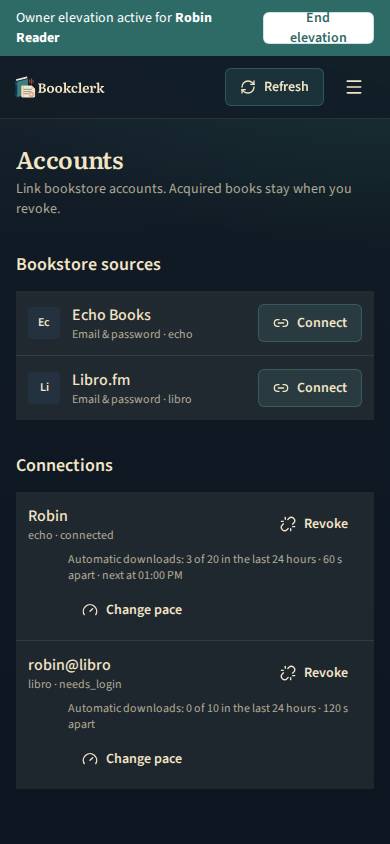 Owner elevation active for Robin
Reader
End
elevation
Bookclerk
Refresh
Accounts
Link bookstore accounts. Acquired books stay when you
revoke.
Bookstore sources
Ec
Echo Books
Email & password · echo
Connect
Li
Libro.fm
Email & password · libro
Connect
Connections
Robin
echo · connected
Revoke
Automatic downloads: 3 of 20 in the last 24 hours · 60 s
apart · next at 01:00 PM
Change pace
robin@libro
libro · needs_login
Revoke
Automatic downloads: 0 of 10 in the last 24 hours · 120 s
apart
Change pace